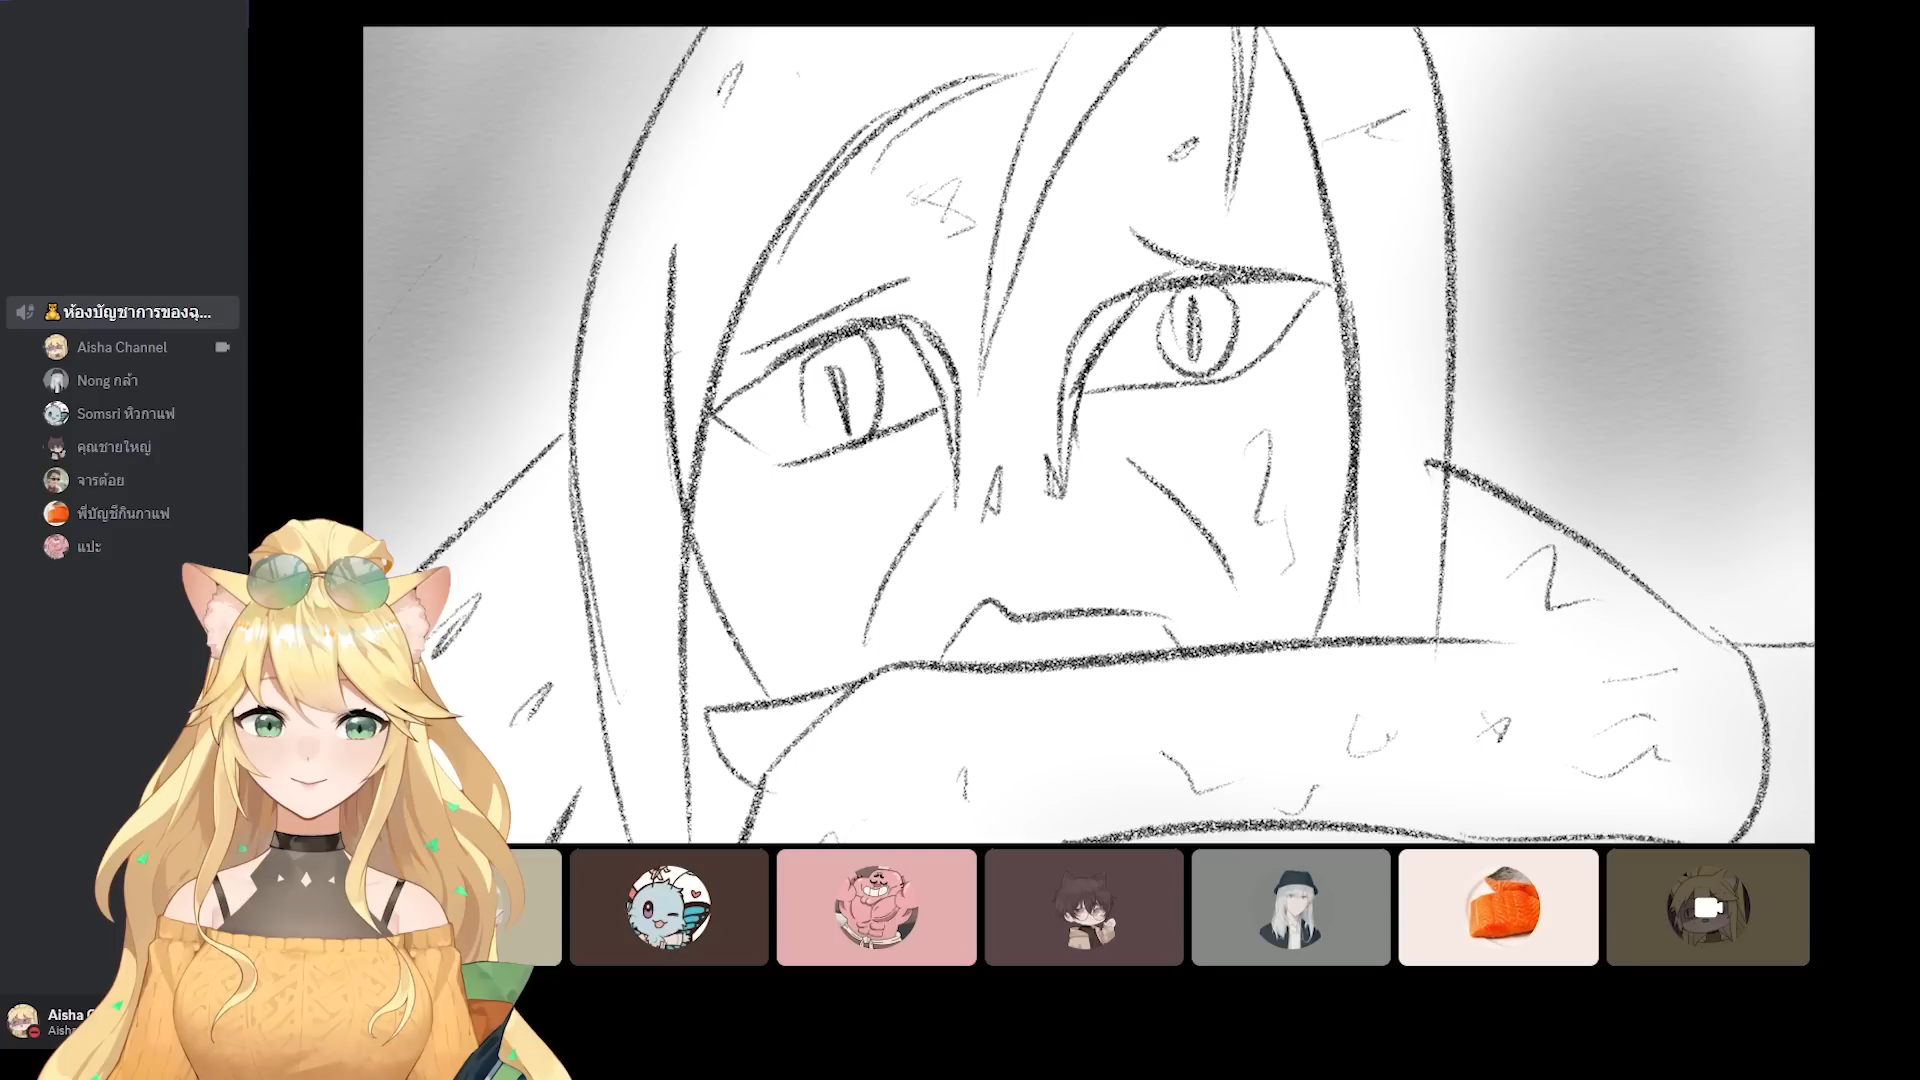 ห้องบัญชาการของฉุ...
Aisha Channel
Nong กล้า
Somsri หิวกาแฟ
คุณชายใหญ่
จารต้อย
พี่บัญชีกินกาแฟ
แปะ
Aisha
Aisha